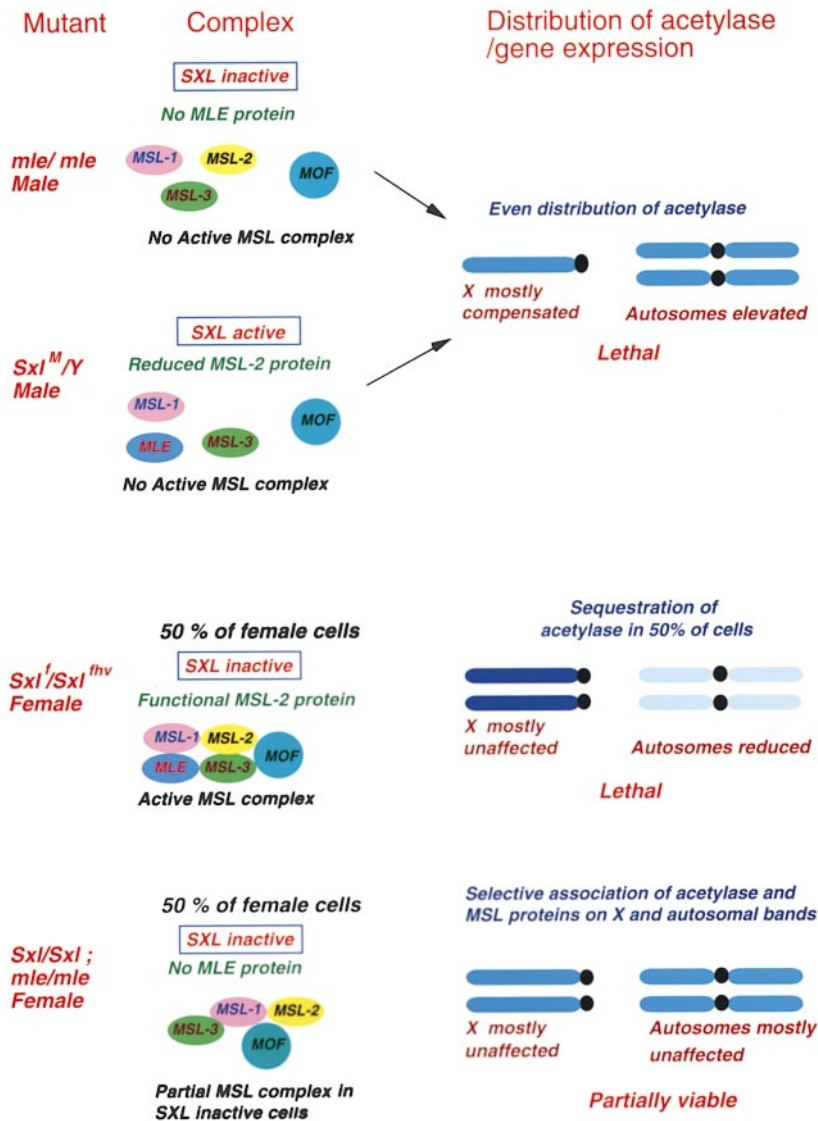 Mutant
Complex
Distribution of acetylase
/gene expression
SXL inactive
No MLE protein
mle/ mle
Male
MSL-1
MSL-2
MOF
MSL-3
No Active MSL complex
Even distribution of acetylase
X mostly
compensated
Autosomes elevated
Lethal
Sxl M/Y
Male
SXL active
Reduced MSL-2 protein
MSL-1
MOF
MLE
MSL-3
No Active MSL complex
50 % of female cells
Sxl f/Sxl fhv
Female
SXL inactive
Functional MSL-2 protein
MSL-1
MSL-2
MOF
MLE
MSL-3
Active MSL complex
Sequestration of
acetylase in 50% of cells
X mostly
unaffected
Autosomes reduced
Lethal
50 % of female cells
Sxl/Sxl ;
mle/mle
Female
SXL inactive
No MLE protein
MSL-1
MSL-2
MSL-3
MOF
Partial MSL complex in
SXL inactive cells
Selective association of acetylase and
MSL proteins on X and autosomal bands
X mostly
unaffected
Autosomes mostly
unaffected
Partially viable